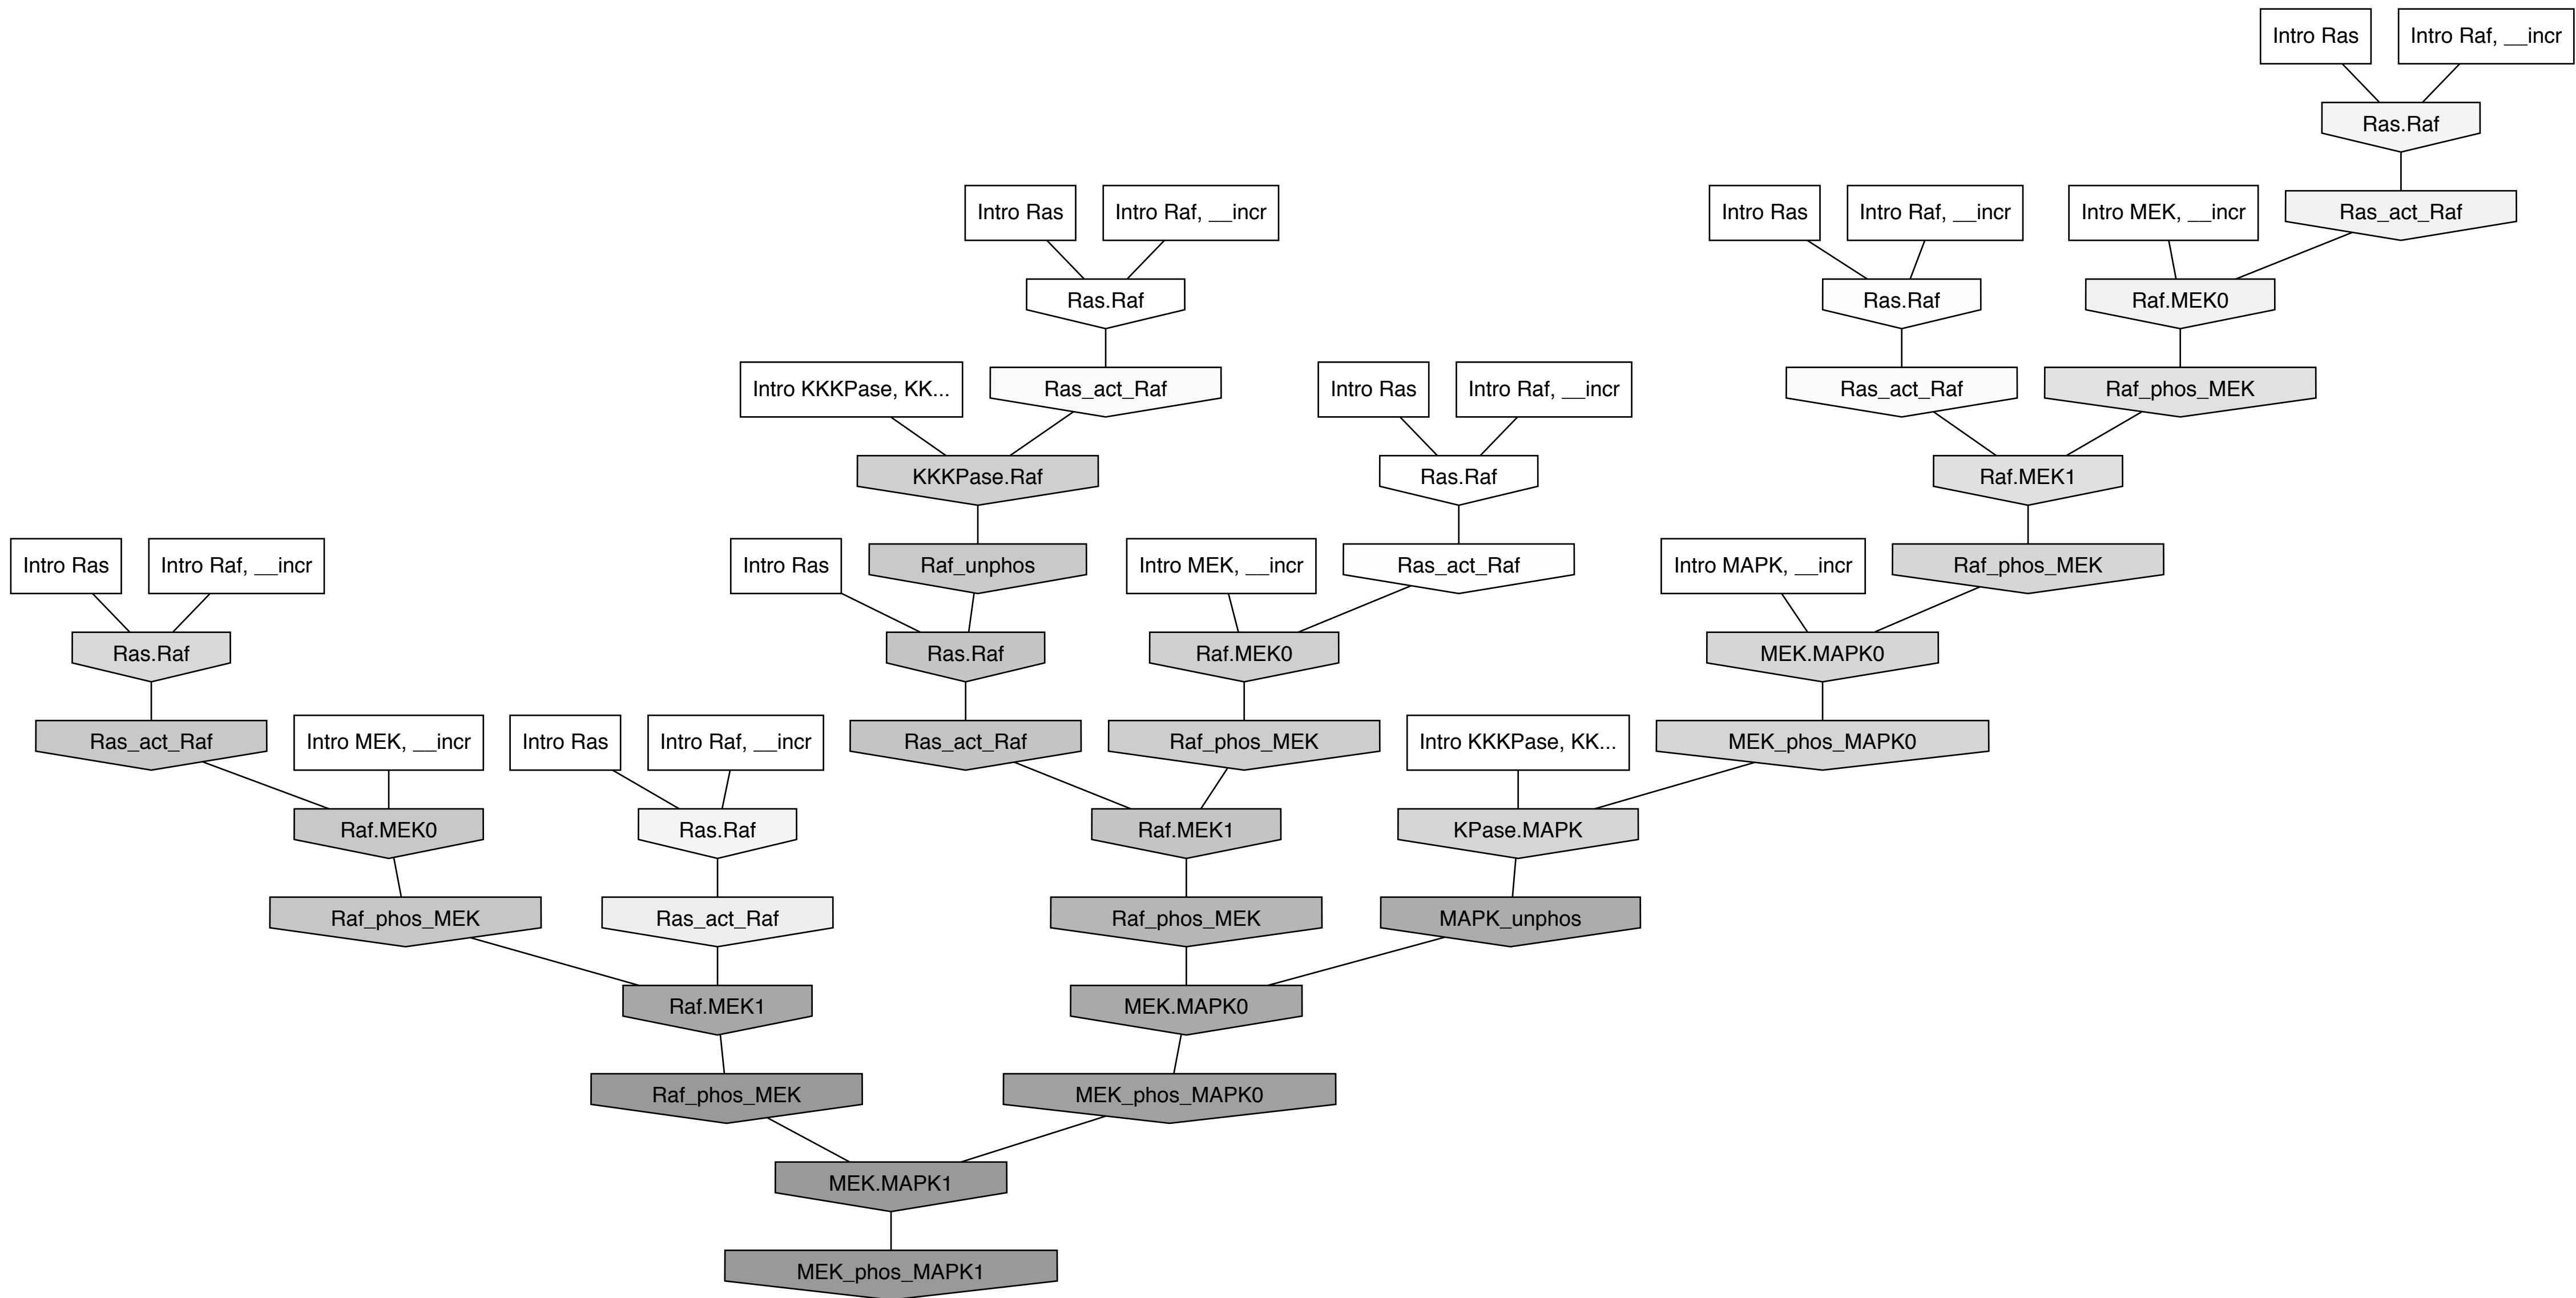 Intro Ras
Intro Raf, __incr
Ras.Raf
Intro Ras
Intro Raf, __incr
Intro Ras
Intro Raf, __incr
Intro MEK, __incr
Ras_act_Raf
Ras.Raf
Ras.Raf
Raf.MEK0
Intro KKKPase, KK...
Ras_act_Raf
Intro Ras
Intro Raf, __incr
Ras_act_Raf
Raf_phos_MEK
KKKPase.Raf
Ras.Raf
Raf.MEK1
Intro Ras
Intro Raf, __incr
Intro Ras
Raf_unphos
Intro MEK, __incr
Ras_act_Raf
Intro MAPK, __incr
Raf_phos_MEK
Ras.Raf
Ras.Raf
Raf.MEK0
MEK.MAPK0
Ras_act_Raf
Intro MEK, __incr
Intro Ras
Intro Raf, __incr
Ras_act_Raf
Raf_phos_MEK
Intro KKKPase, KK...
MEK_phos_MAPK0
Raf.MEK0
Ras.Raf
Raf.MEK1
KPase.MAPK
Raf_phos_MEK
Ras_act_Raf
Raf_phos_MEK
MAPK_unphos
Raf.MEK1
MEK.MAPK0
Raf_phos_MEK
MEK_phos_MAPK0
MEK.MAPK1
MEK_phos_MAPK1